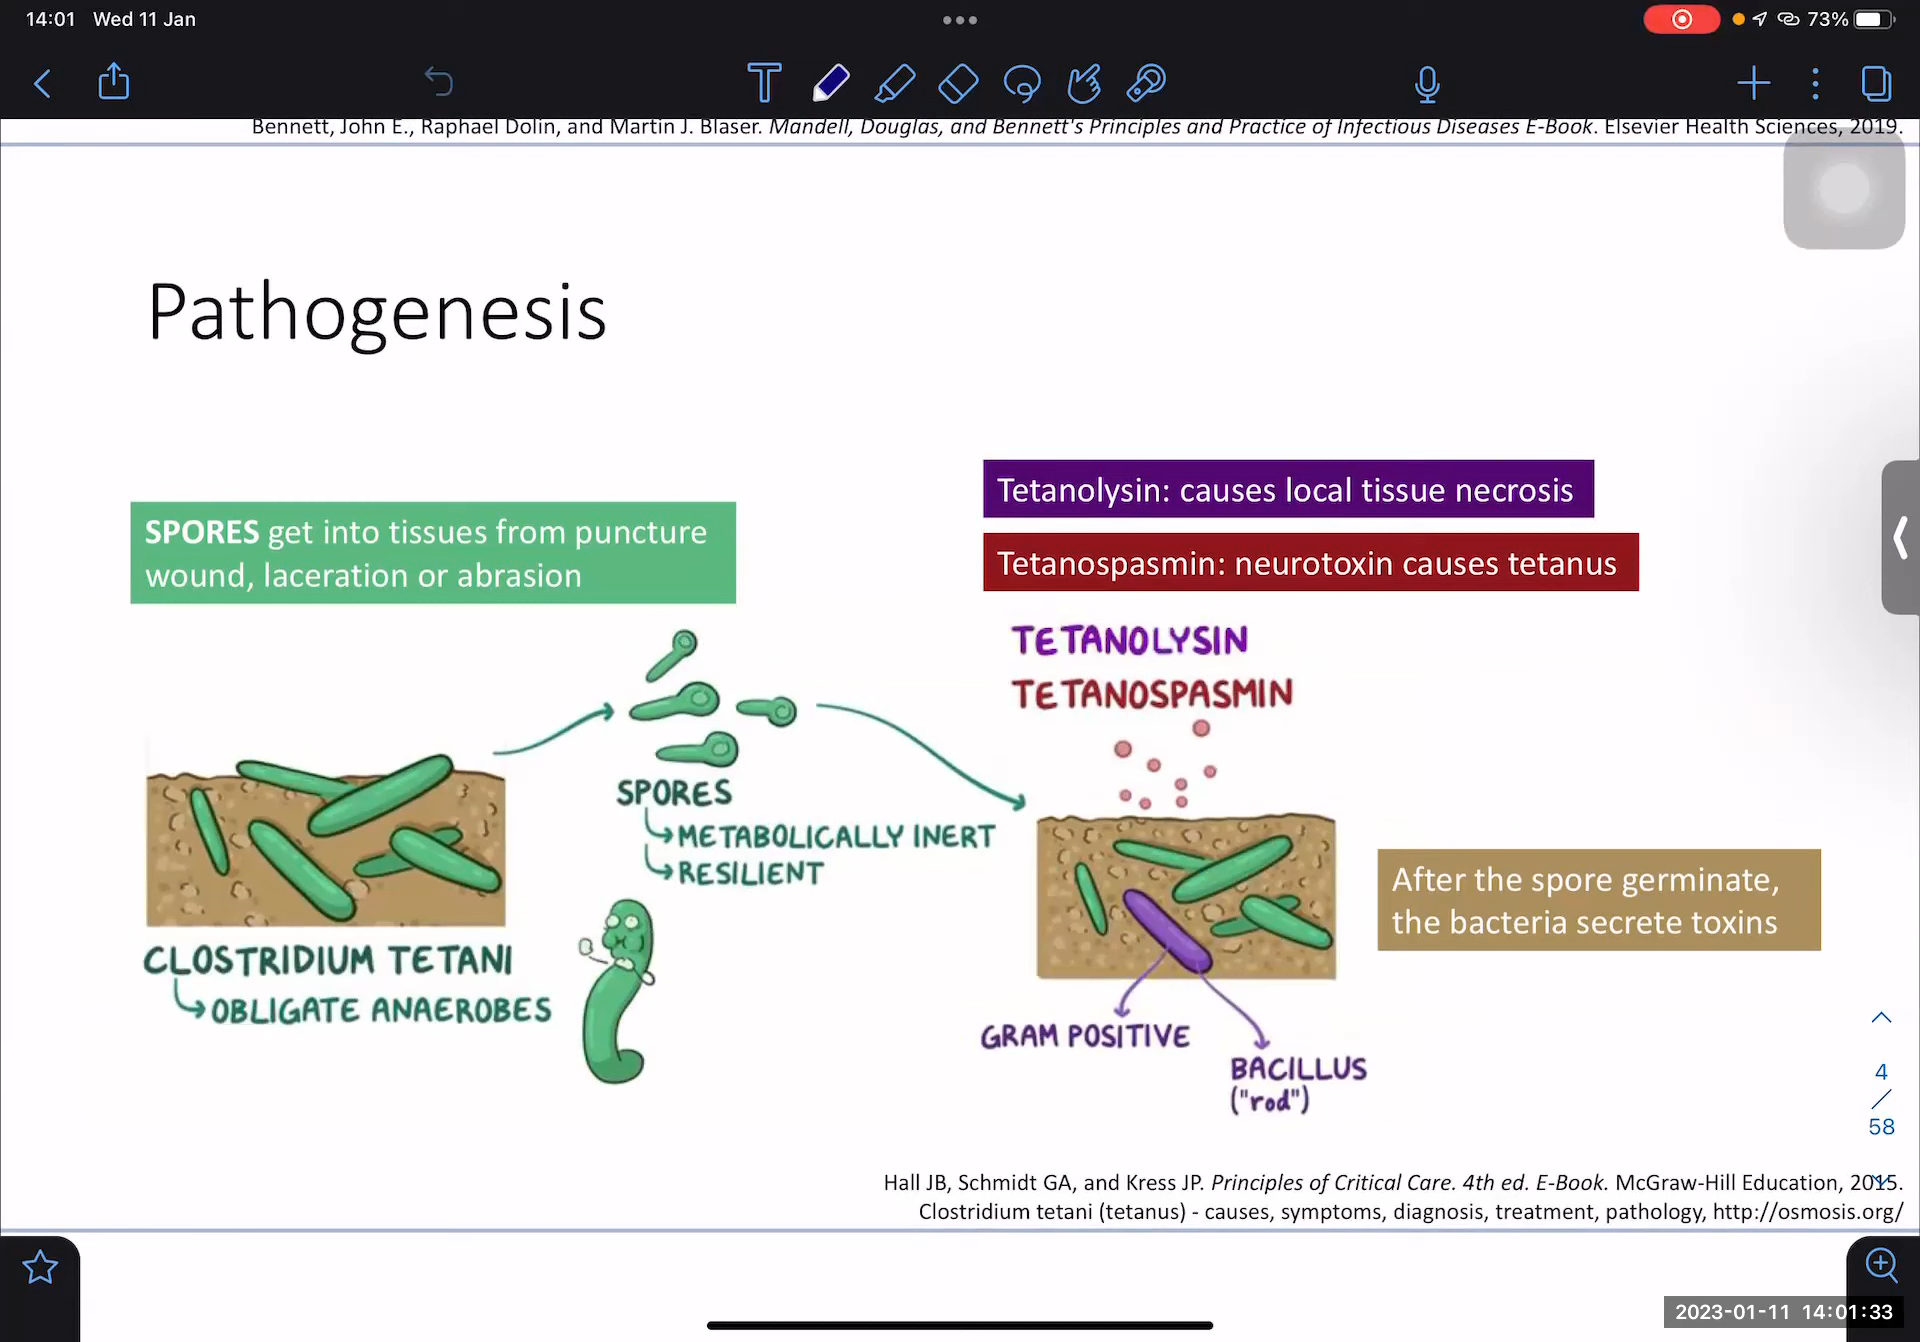 14:01 Wed 11 Jan
73%
Bennett, John E., Raphael Dolin, and Martin J. Blaser. Mandell, Douglas, and Bennett's Principles and Practice of Infectious Diseases E-Book. Elsevier Health Sciences, 2019.
Pathogenesis
SPORES get into tissues from puncture
wound, laceration or abrasion
Tetanolysin: causes local tissue necrosis
Tetanospasmin: neurotoxin causes tetanus
TETANOLYSIN
TETANOSPASMIN
SPORES
METABOLICALLY INERT
RESILIENT
CLOSTRIDIUM TETANI
OBLIGATE ANAEROBES
After the spore germinate,
the bacteria secrete toxins
GRAM POSITIVE
BACILLUS
("rod")
4
/
58
Hall JB, Schmidt GA, and Kress JP. Principles of Critical Care. 4th ed. E-Book. McGraw-Hill Education, 2015.
Clostridium tetani (tetanus) - causes, symptoms, diagnosis, treatment, pathology, http://osmosis.org/
2023-01-11 14:01:33